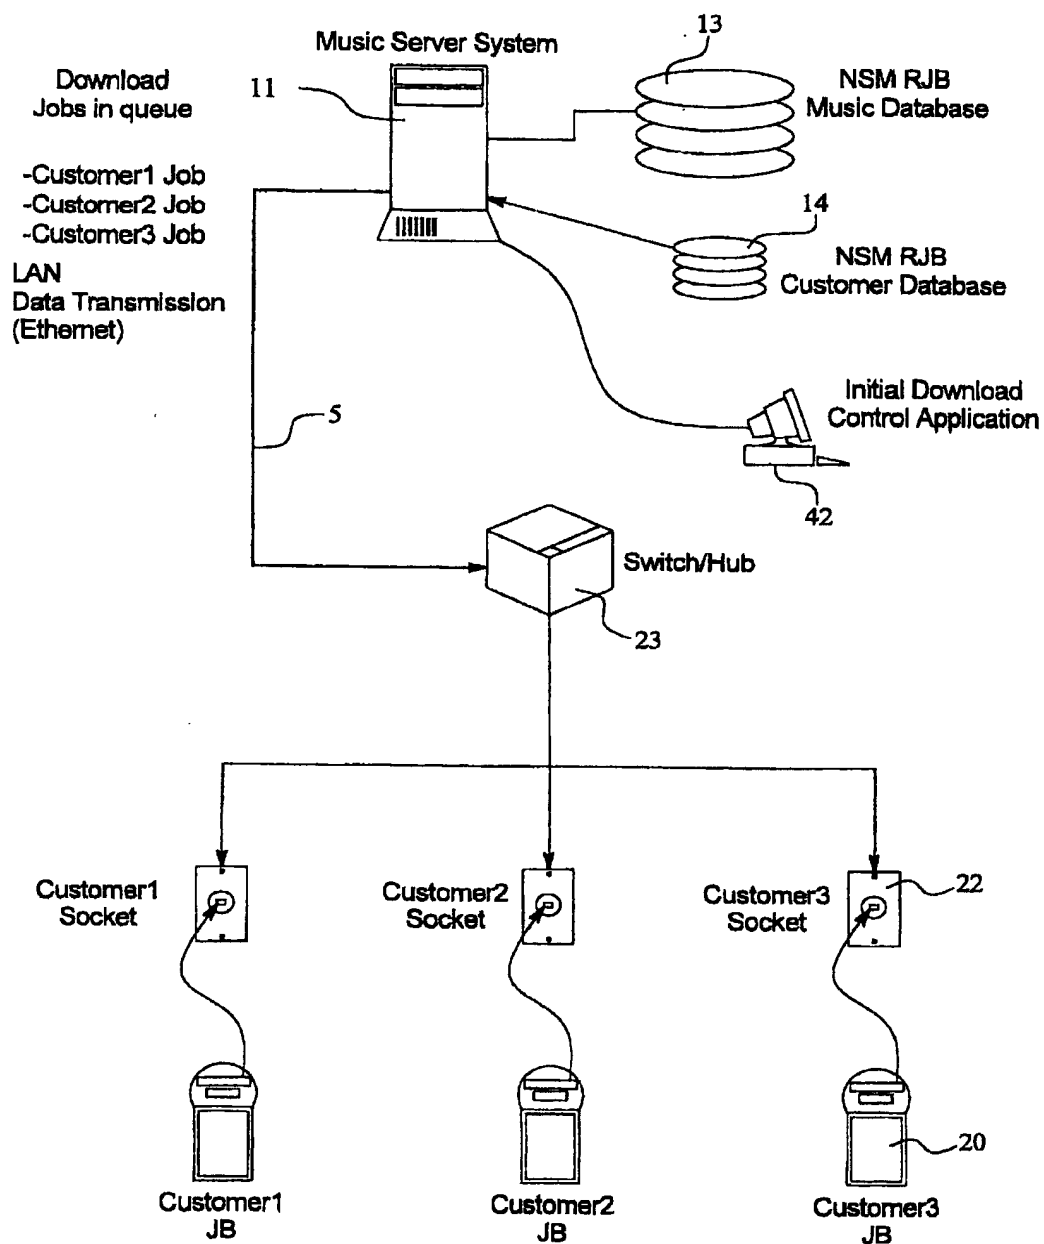 Music Server System
13
Download
Jobs in queue
11
NSM RJB
Music Database
-Customer1 Job
-Customer2 Job
-Customer3 Job
14
LAN
Data Transmission
(Ethernet)
NSM RJB
Customer Database
Initial Download
Control Application
5
42
Switch/Hub
23
Customer1
Socket
Customer2
Socket
Customer3
Socket
22
20
Customer1
JB
Customer2
JB
Customer3
JB